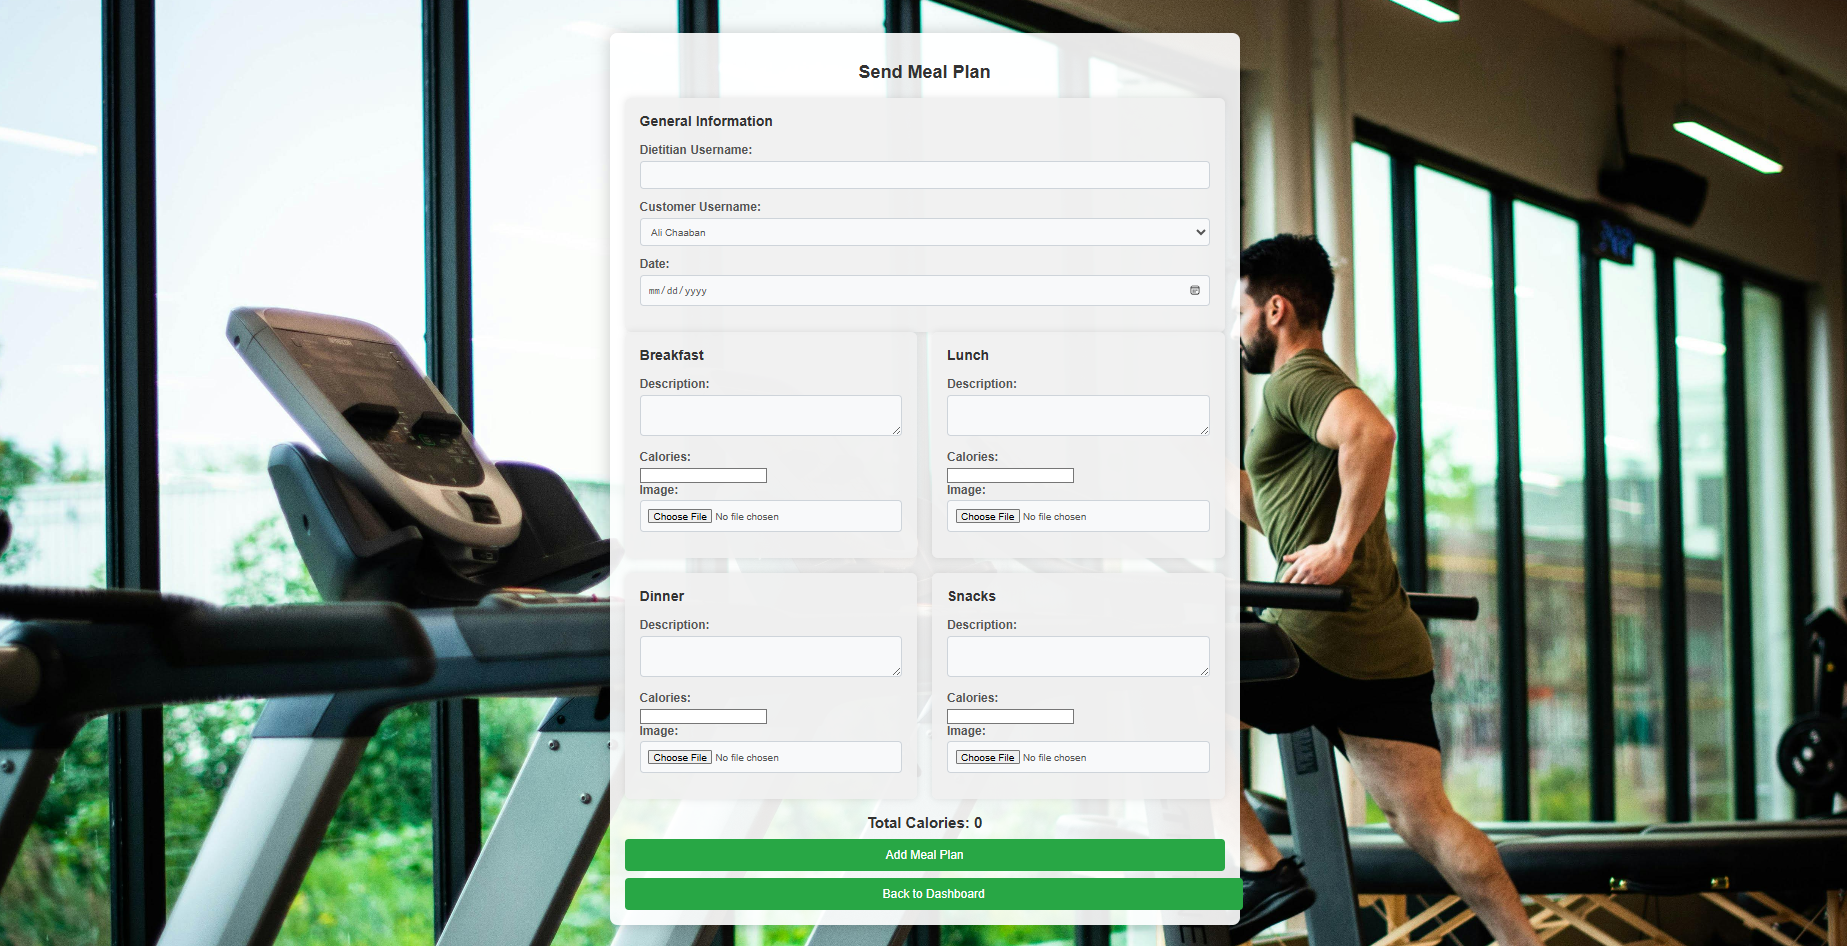 Send Meal Plan
General Information
Dietitian Username:
Customer Username:
Ali Chaaban
Date:
mm/dd/yyyy
Breakfast
Description:
Calories:
Image:
Choose File No file chosen
Lunch
Description:
Calories:
Image:
Choose File No file chosen
Dinner
Description:
Calories:
Image:
Choose File No file chosen
Snacks
Description:
Calories:
Image:
Choose File No file chosen
Total Calories: 0
Add Meal Plan
Back to Dashboard